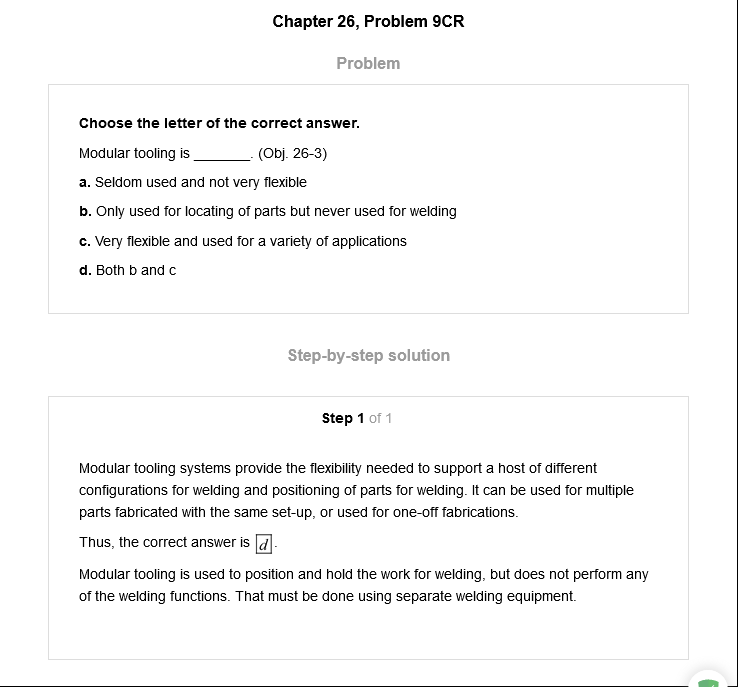 Chapter 26, Problem 9CR
Problem
Choose the letter of the correct answer.
Modular tooling is _______. (Obj. 26-3)
a. Seldom used and not very flexible
b. Only used for locating of parts but never used for welding
c. Very flexible and used for a variety of applications
d. Both b and c
Step-by-step solution
Step 1 of 1
Modular tooling systems provide the flexibility needed to support a host of different
configurations for welding and positioning of parts for welding. It can be used for multiple
parts fabricated with the same set-up, or used for one-off fabrications.
Thus, the correct answer is d.
Modular tooling is used to position and hold the work for welding, but does not perform any
of the welding functions. That must be done using separate welding equipment.